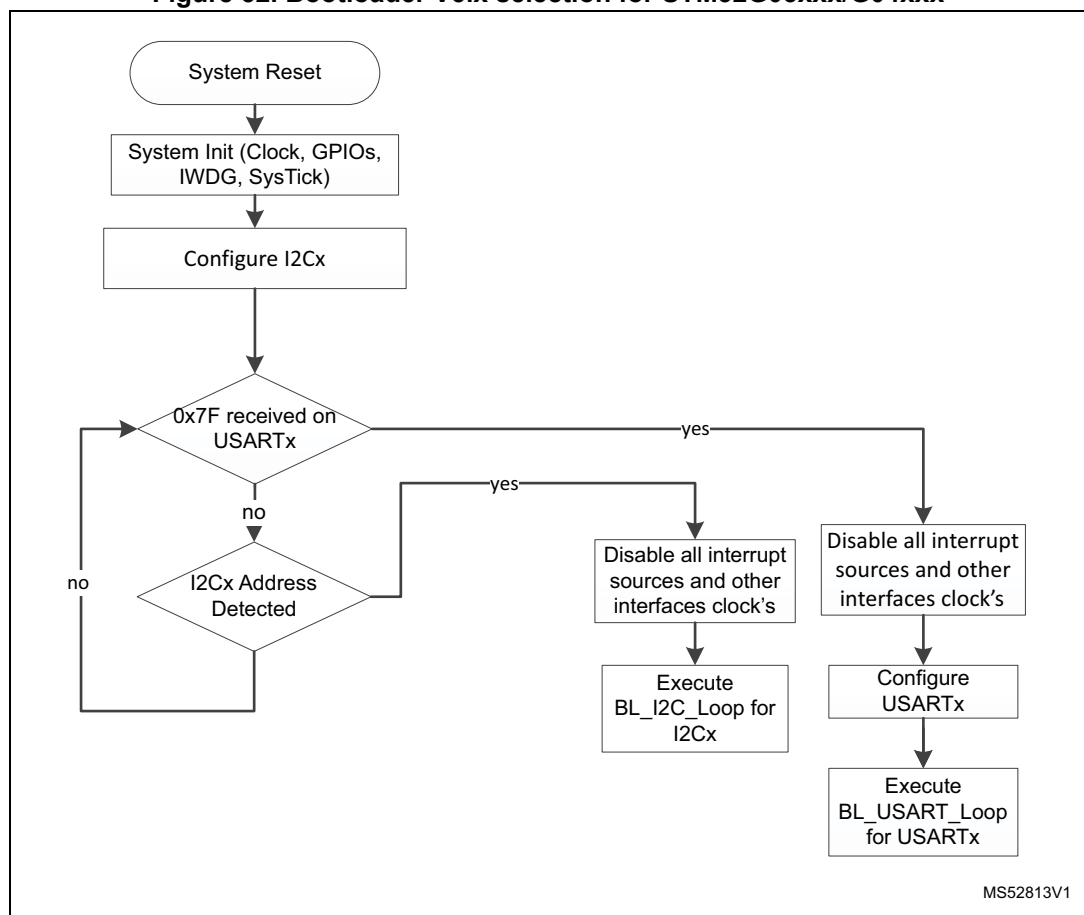 System Reset
System Init (Clock, GPIOs,
IWDG, SysTick)
Configure I2Cx
0x7F received on
USARTx
yes
no
yes
I2Cx Address
Detected
no
Disable all interrupt
sources and other
interfaces clock's
Disable all interrupt
sources and other
interfaces clock's
Execute
BL_I2C_Loop for
I2Cx
Configure
USARTx
Execute
BL_USART_Loop
for USARTx
MS52813V1